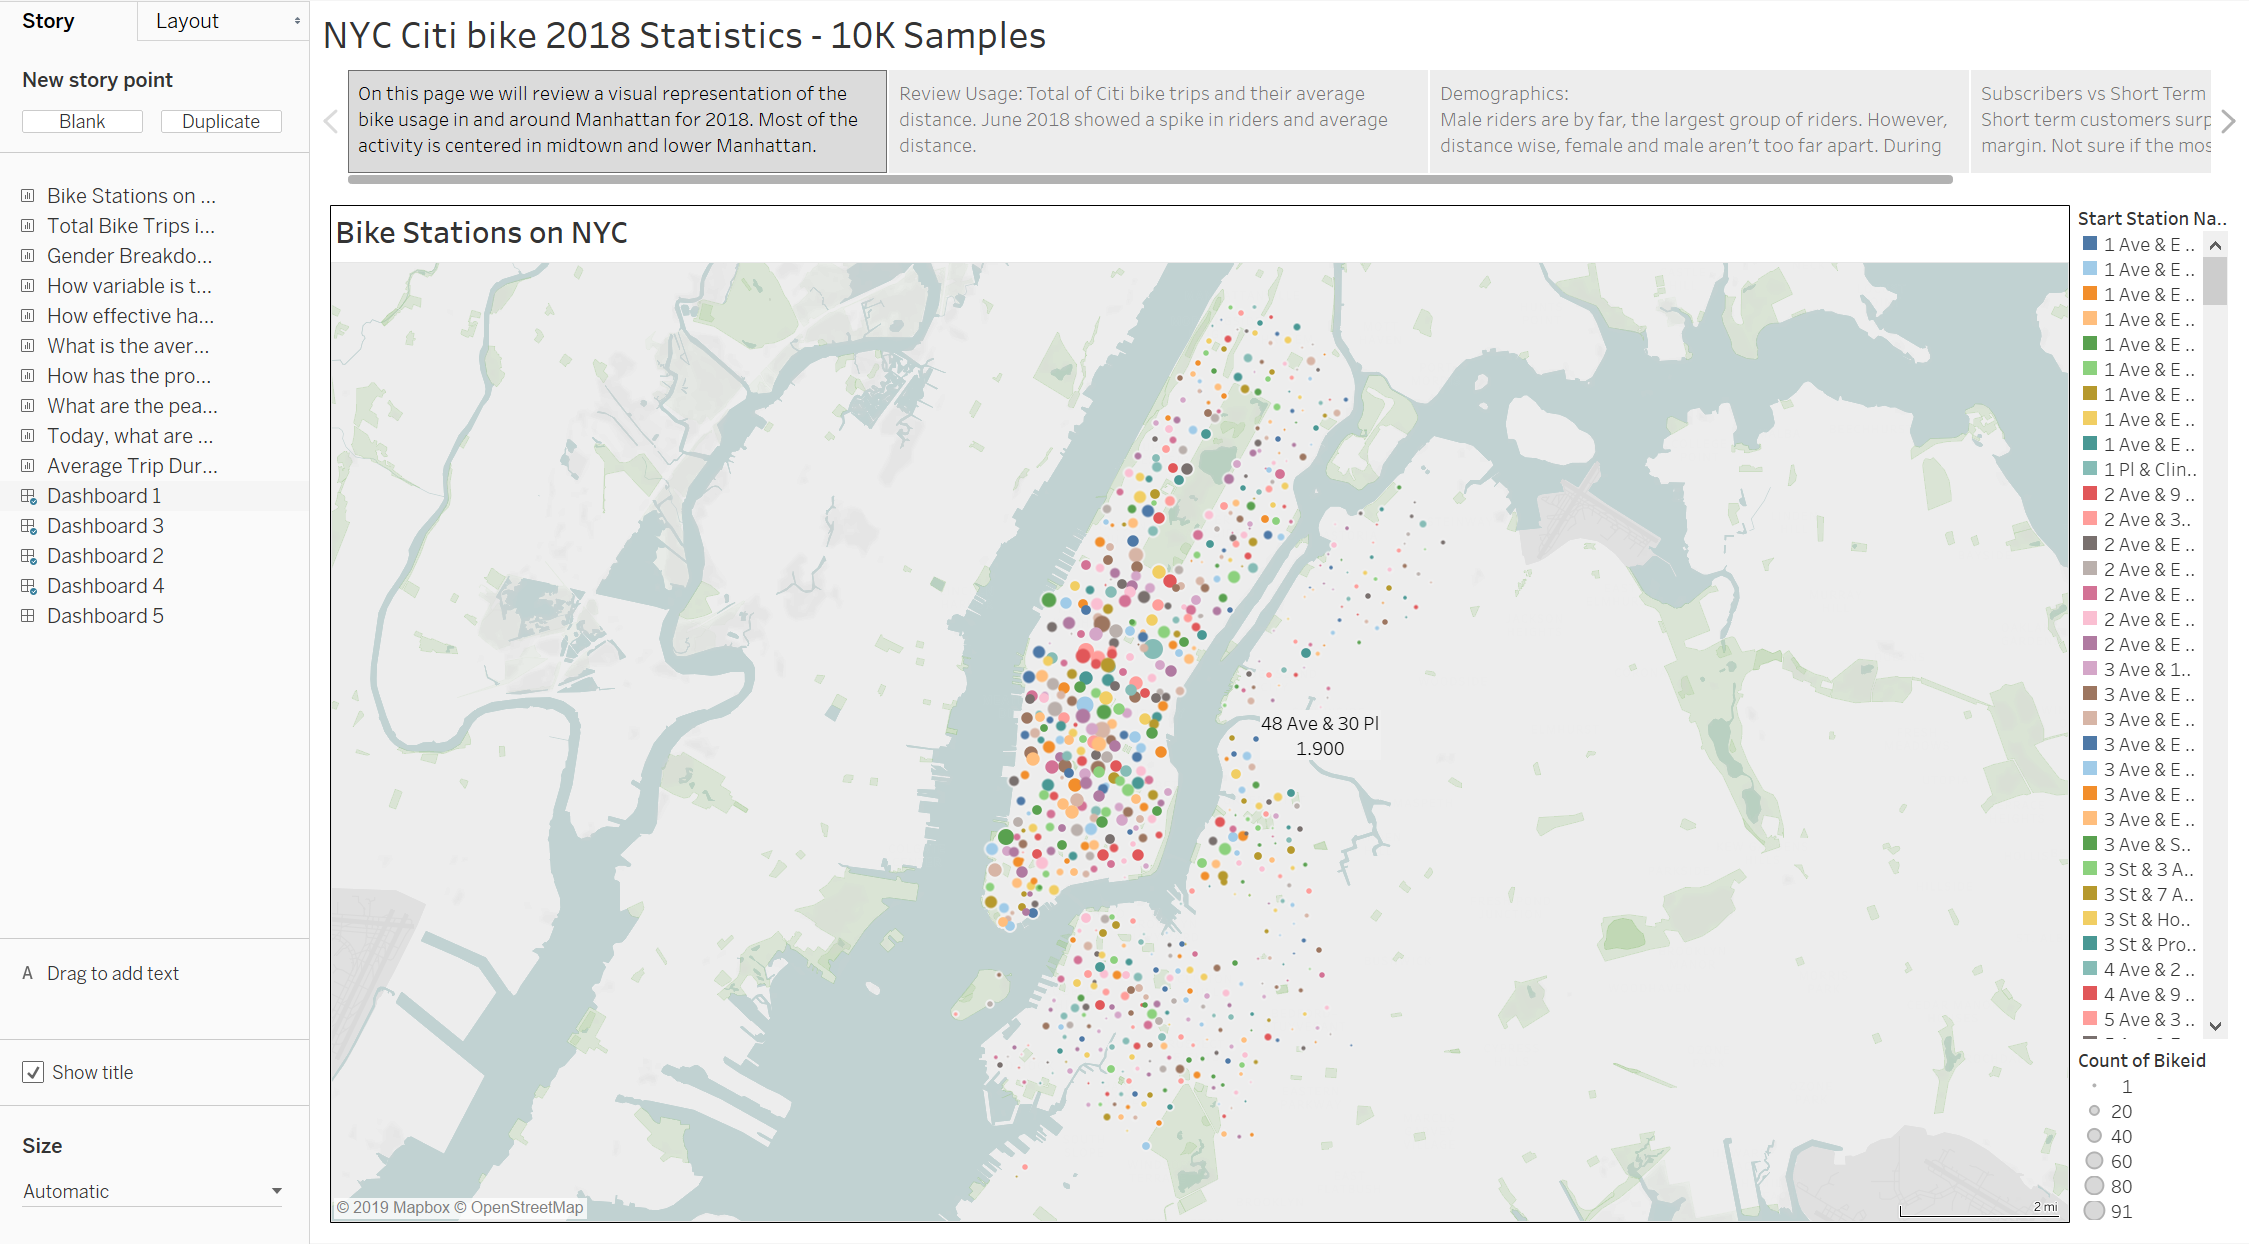 Story
Layout
New story point
Blank
Duplicate
Bike Stations on ...
Total Bike Trips i...
Gender Breakdo...
How variable is t...
How effective ha...
What is the aver...
How has the pro...
What are the pea...
Today, what are ...
Average Trip Dur...
Dashboard 1
Dashboard 3
Dashboard 2
Dashboard 4
Dashboard 5
A Drag to add text
Show title
Size
Automatic
NYC Citi bike 2018 Statistics - 10K Samples
On this page we will review a visual representation of the
bike usage in and around Manhattan for 2018. Most of the
activity is centered in midtown and lower Manhattan.
Review Usage: Total of Citi bike trips and their average
distance. June 2018 showed a spike in riders and average
distance.
Demographics:
Male riders are by far, the largest group of riders. However,
distance wise, female and male aren't too far apart. During
Subscribers vs Short Term
Short term customers surp
margin. Not sure if the mos
Bike Stations on NYC
48 Ave & 30 Pl
1.900
© 2019 Mapbox © OpenStreetMap
2 mi
Start Station Na..
1 Ave & E ..
1 Ave & E ..
1 Ave & E ..
1 Ave & E ..
1 Ave & E ..
1 Ave & E ..
1 Ave & E ..
1 Ave & E ..
1 Ave & E ..
1 Pl & Clin..
2 Ave & 9 ..
2 Ave & 3..
2 Ave & E ..
2 Ave & E ..
2 Ave & E ..
2 Ave & E ..
2 Ave & E ..
3 Ave & 1..
3 Ave & E ..
3 Ave & E ..
3 Ave & E ..
3 Ave & E ..
3 Ave & E ..
3 Ave & E ..
3 Ave & S..
3 St & 3 A..
3 St & 7 A..
3 St & Ho..
3 St & Pro..
4 Ave & 2 ..
4 Ave & 9 ..
5 Ave & 3 ..
Count of Bikeid
1
20
40
60
80
91